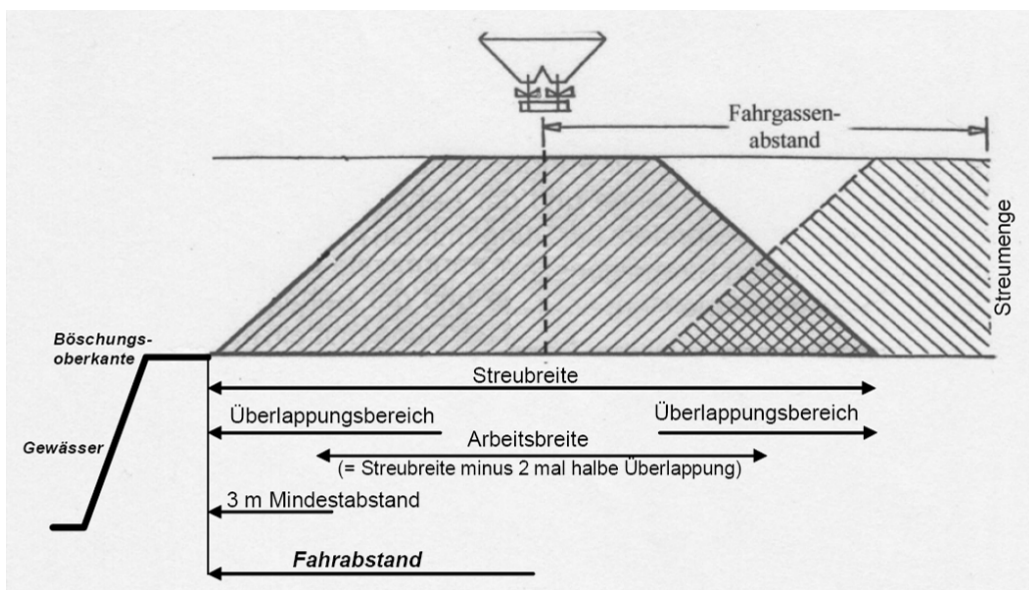 Fahrgassen-
abstand
Streumenge
Böschungs-
oberkante
Streubreite
Überlappungsbereich
Überlappungsbereich
Gewässer
Arbeitsbreite
(= Streubreite minus 2 mal halbe Überlappung)
3 m Mindestabstand
Fahrabstand